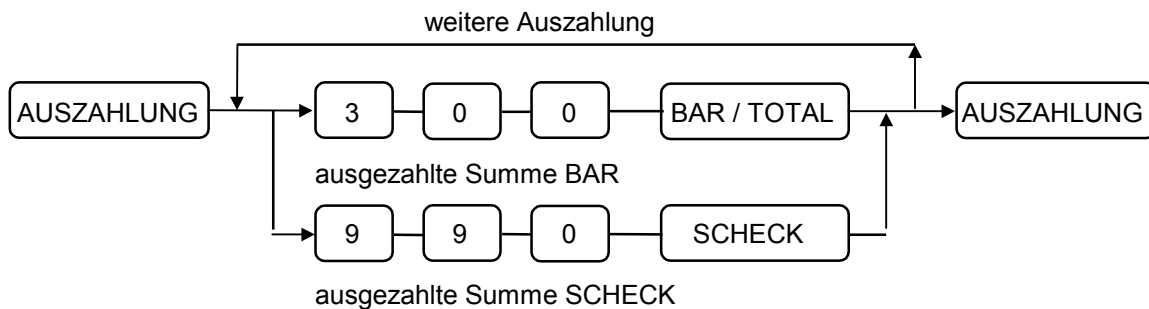 weitere Auszahlung
AUSZAHLUNG 3 0 0 BAR / TOTAL AUSZAHLUNG
ausgezahlte Summe BAR
9 9 0 SCHECK
ausgezahlte Summe SCHECK